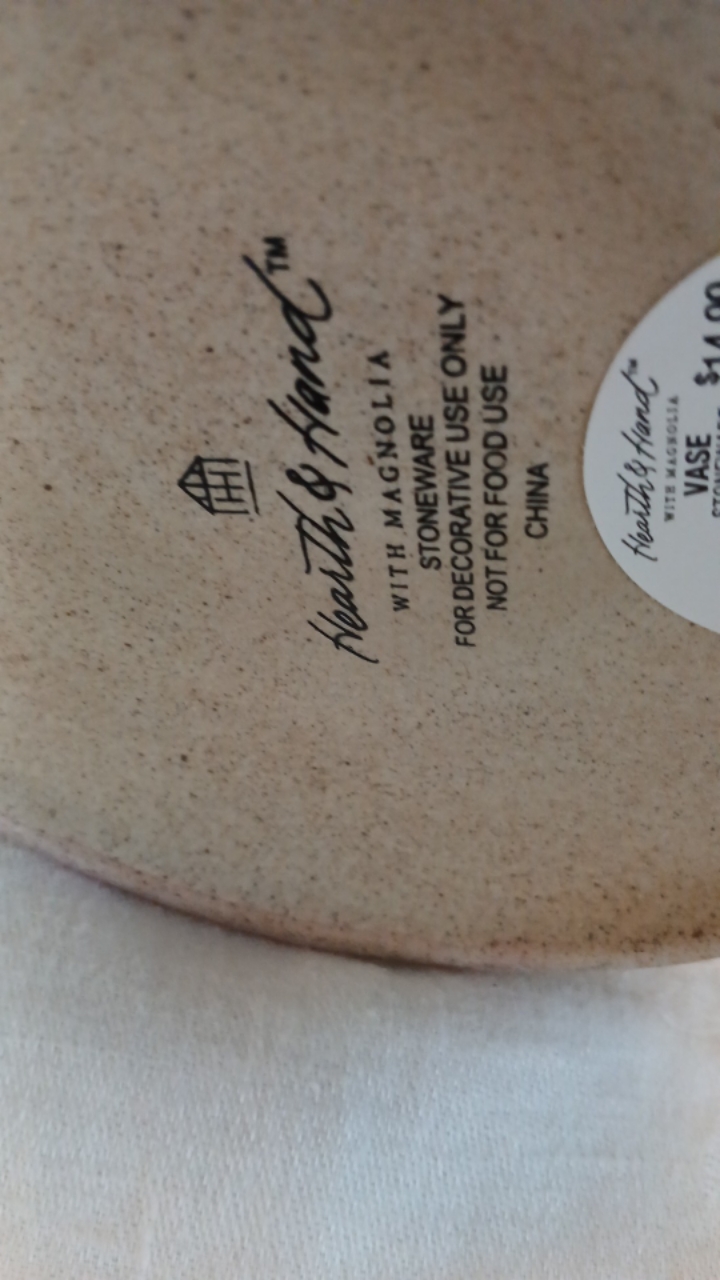 Hearth & Hand™
WITH MAGNOLIA
STONEWARE
FOR DECORATIVE USE ONLY
NOT FOR FOOD USE
CHINA
Hearth & Hand™
WITH MAGNOLIA
VASE